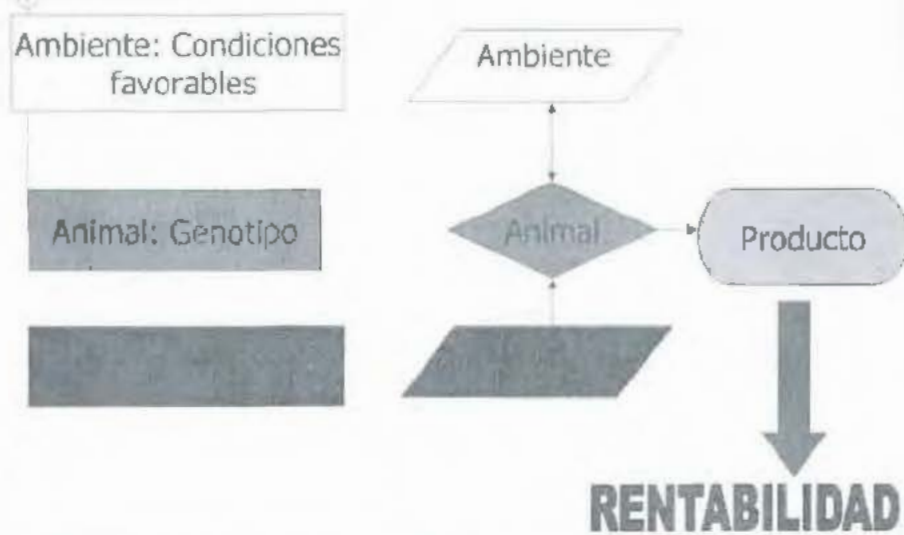 Ambiente: Condiciones
favorables
Ambiente
Animal: Genotipo
Animal
Producto
RENTABILIDAD